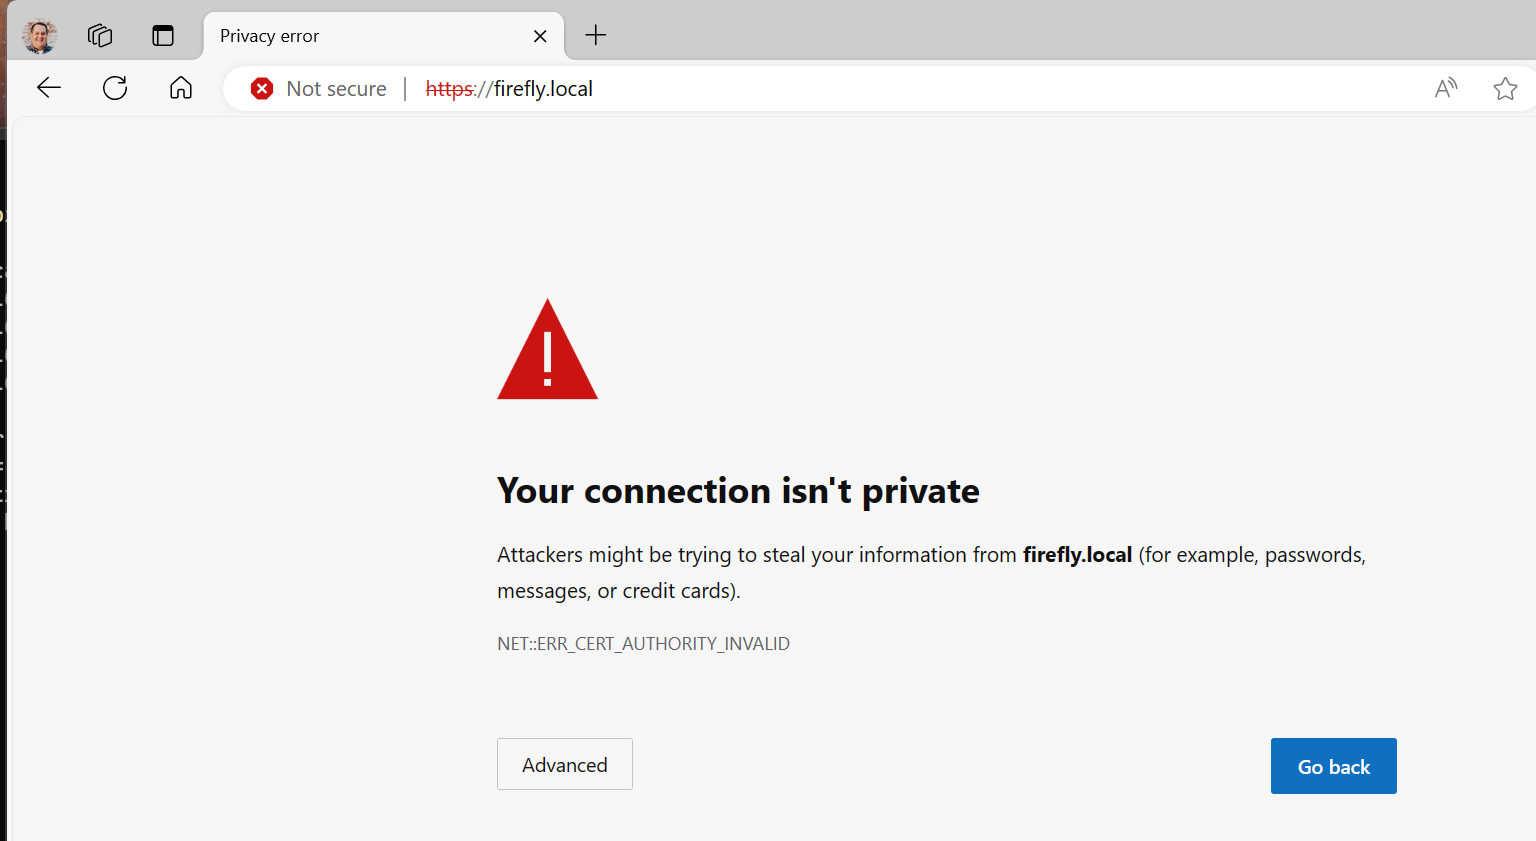 Privacy error
Not secure
https://firefly.local
Your connection isn't private
Attackers might be trying to steal your information from firefly.local (for example, passwords,
messages, or credit cards).
NET::ERR_CERT_AUTHORITY_INVALID
Advanced
Go back